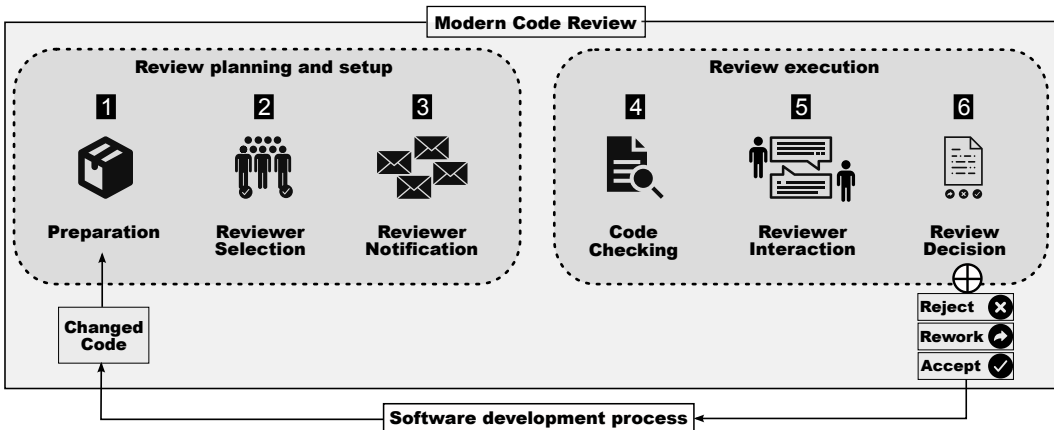 Modern Code Review
Review planning and setup
Review execution
1
2
3
4
5
6
Preparation
Reviewer
Selection
Reviewer
Notification
Code
Checking
Reviewer
Interaction
Review
Decision
Changed
Code
Reject
Rework
Accept
Software development process